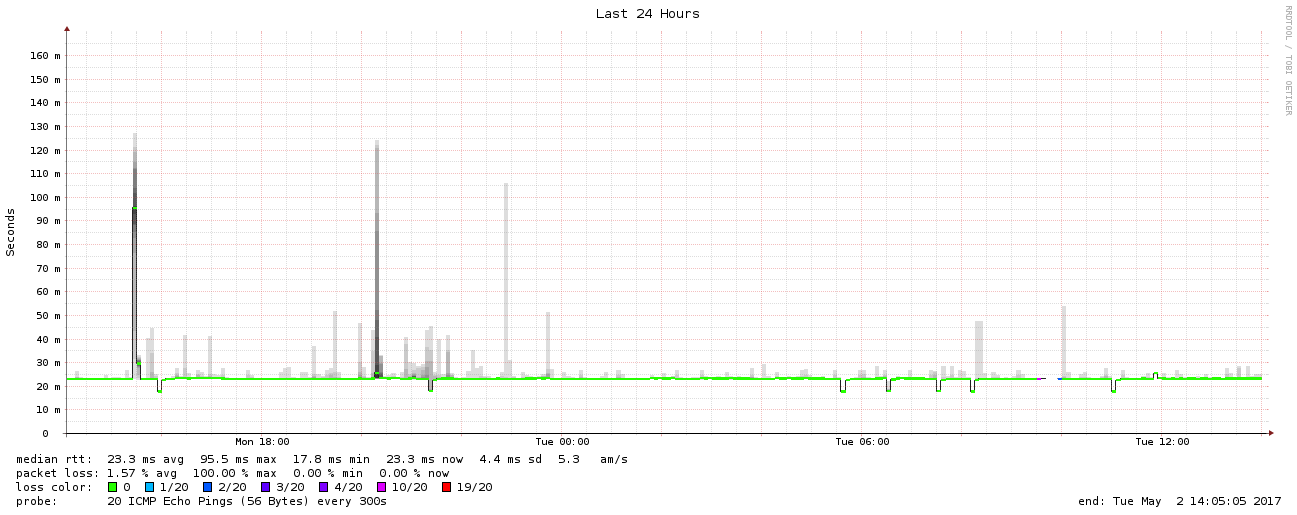 Last 24 Hours
RRDTOOL / TOBI OETIKER
Seconds
160 m
150 m
140 m
130 m
120 m
110 m
100 m
90 m
80 m
70 m
60 m
50 m
40 m
30 m
20 m
10 m
0
Mon 18:00 Tue 00:00 Tue 06:00 Tue 12:00
median rtt: 23.3 ms avg 95.5 ms max 17.8 ms min 23.3 ms now 4.4 ms sd 5.3 am/s
packet loss: 1.57 % avg 100.00 % max 0.00 % min 0.00 % now
loss color: 0 1/20 2/20 3/20 4/20 10/20 19/20
probe: 20 ICMP Echo Pings (56 Bytes) every 300s end: Tue May 2 14:05:05 2017